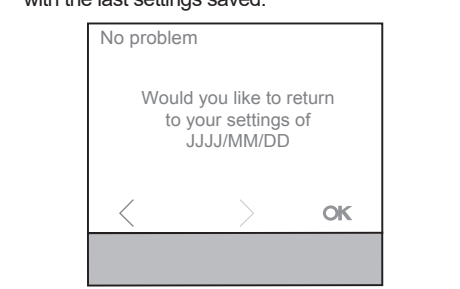 with the last settings saved.
No problem
Would you like to return
to your settings of
JJJJ/MM/DD
OK